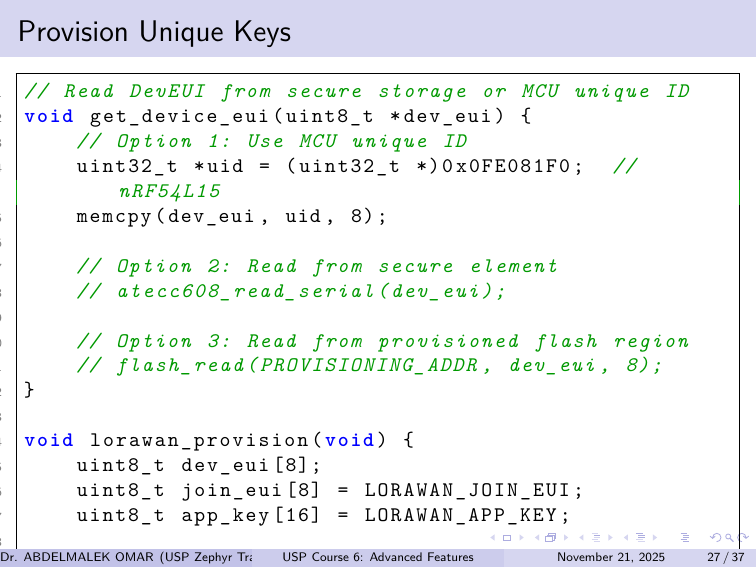 Provision Unique Keys
// Read DevEUI from secure storage or MCU unique ID
void get_device_eui(uint8_t *dev_eui) {
// Option 1: Use MCU unique ID
uint32_t *uid = (uint32_t *)0x0FE081F0; //
nRF54L15
memcpy(dev_eui, uid, 8);
// Option 2: Read from secure element
// atecc608_read_serial(dev_eui);
// Option 3: Read from provisioned flash region
// flash_read(PROVISIONING_ADDR, dev_eui, 8);
}
void lorawan_provision(void) {
uint8_t dev_eui[8];
uint8_t join_eui[8] = LORAWAN_JOIN_EUI;
uint8_t app_key[16] = LORAWAN_APP_KEY;
Dr. ABDELMALEK OMAR (USP Zephyr Tra USP Course 6: Advanced Features November 21, 2025 27 / 37